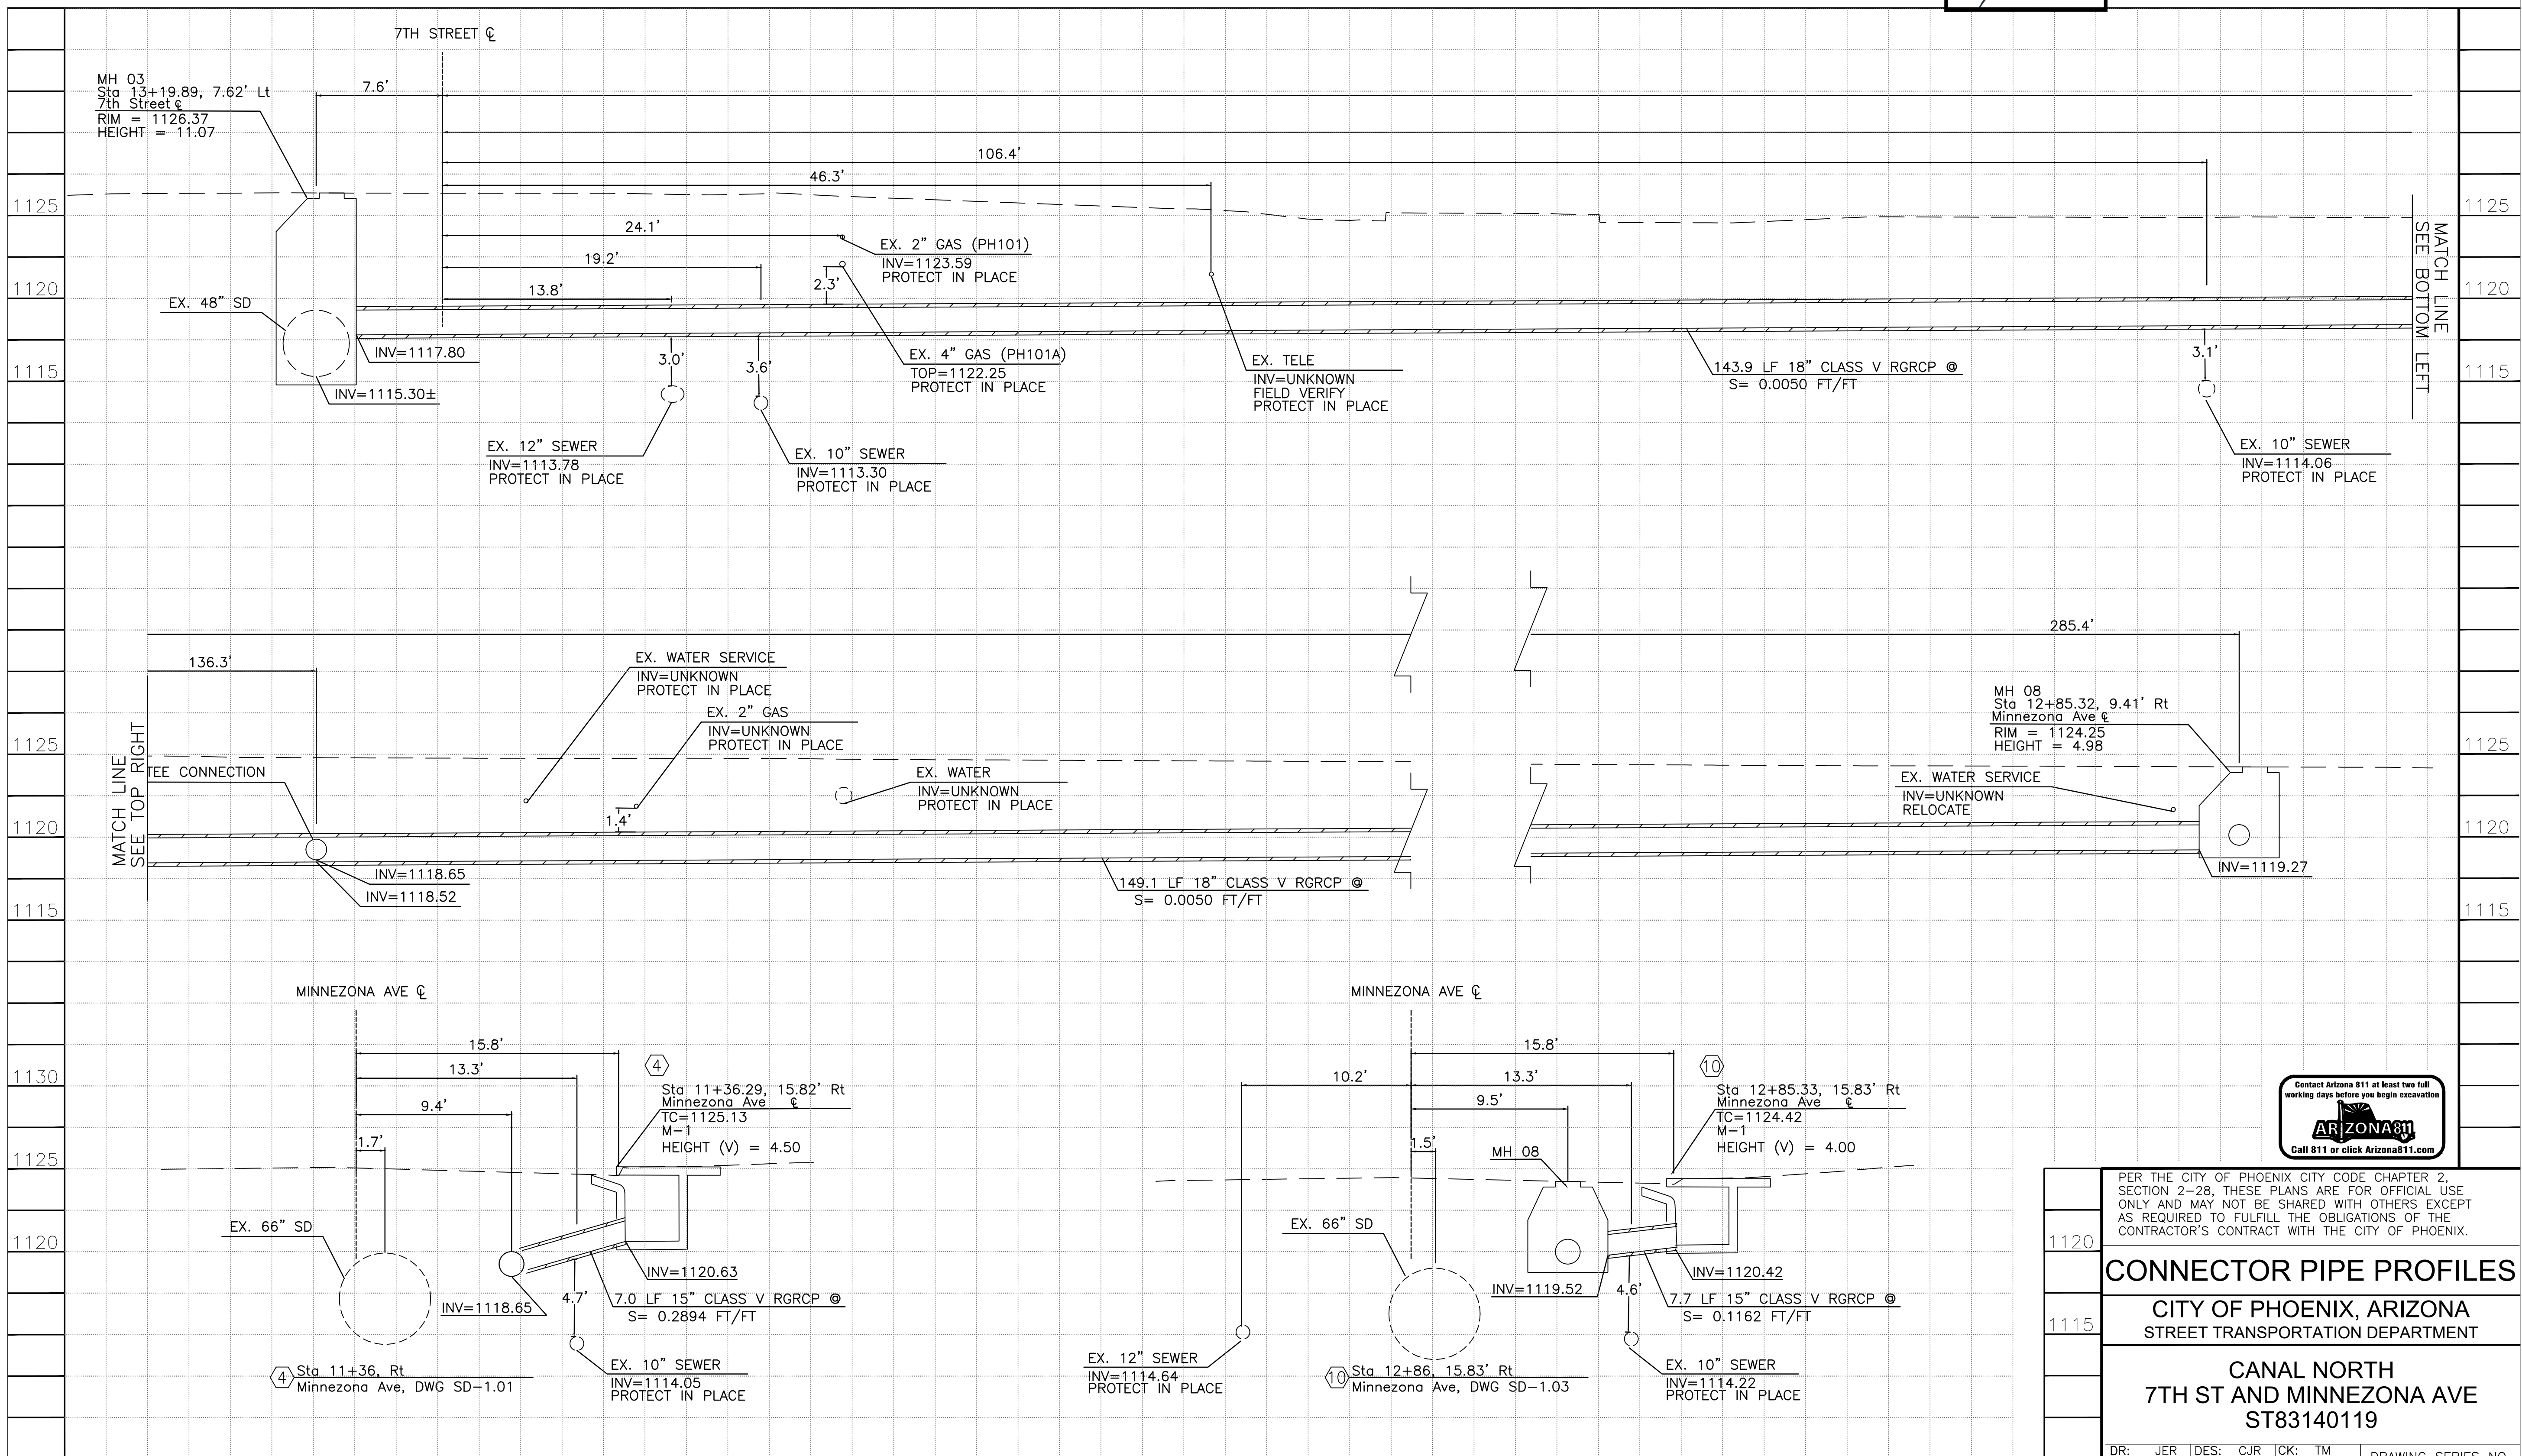 7TH STREET ℄
MH 03
Sta 13+19.89, 7.62' Lt
7th Street ℄
RIM = 1126.37
HEIGHT = 11.07
7.6'
106.4'
46.3'
24.1'
19.2'
13.8'
2.3'
1125
1120
1115
1125
1120
1115
EX. 48" SD
INV=1117.80
INV=1115.30±
EX. 2" GAS (PH101)
INV=1123.59
PROTECT IN PLACE
3.0'
3.6'
EX. 4" GAS (PH101A)
TOP=1122.25
PROTECT IN PLACE
EX. TELE
INV=UNKNOWN
FIELD VERIFY
PROTECT IN PLACE
143.9 LF 18" CLASS V RGRCP @
S= 0.0050 FT/FT
3.1'
MATCH LINE
SEE BOTTOM LEFT
EX. 12" SEWER
INV=1113.78
PROTECT IN PLACE
EX. 10" SEWER
INV=1113.30
PROTECT IN PLACE
EX. 10" SEWER
INV=1114.06
PROTECT IN PLACE
136.3'
285.4'
EX. WATER SERVICE
INV=UNKNOWN
PROTECT IN PLACE
EX. 2" GAS
INV=UNKNOWN
PROTECT IN PLACE
MH 08
Sta 12+85.32, 9.41' Rt
Minnezona Ave ℄
RIM = 1124.25
HEIGHT = 4.98
1125
1120
1115
1125
1120
1115
MATCH LINE
SEE TOP RIGHT
TEE CONNECTION
1.4'
EX. WATER
INV=UNKNOWN
PROTECT IN PLACE
EX. WATER SERVICE
INV=UNKNOWN
RELOCATE
INV=1118.65
INV=1118.52
149.1 LF 18" CLASS V RGRCP @
S= 0.0050 FT/FT
INV=1119.27
MINNEZONA AVE ℄
15.8'
13.3'
9.4'
1.7'
4
Sta 11+36.29, 15.82' Rt
Minnezona Ave ℄
TC=1125.13
M-1
HEIGHT (V) = 4.50
1130
1125
1120
EX. 66" SD
INV=1118.65
INV=1120.63
4.7'
7.0 LF 15" CLASS V RGRCP @
S= 0.2894 FT/FT
EX. 10" SEWER
INV=1114.05
PROTECT IN PLACE
4
Sta 11+36, Rt
Minnezona Ave, DWG SD-1.01
MINNEZONA AVE ℄
15.8'
10.2'
13.3'
9.5'
1.5'
MH 08
10
Sta 12+85.33, 15.83' Rt
Minnezona Ave ℄
TC=1124.42
M-1
HEIGHT (V) = 4.00
EX. 66" SD
INV=1119.52
INV=1120.42
4.6'
7.7 LF 15" CLASS V RGRCP @
S= 0.1162 FT/FT
EX. 12" SEWER
INV=1114.64
PROTECT IN PLACE
10
Sta 12+86, 15.83' Rt
Minnezona Ave, DWG SD-1.03
EX. 10" SEWER
INV=1114.22
PROTECT IN PLACE
Contact Arizona 811 at least two full
working days before you begin excavation
ARIZONA811
Call 811 or click Arizona811.com
1120
1115
PER THE CITY OF PHOENIX CITY CODE CHAPTER 2,
SECTION 2-28, THESE PLANS ARE FOR OFFICIAL USE
ONLY AND MAY NOT BE SHARED WITH OTHERS EXCEPT
AS REQUIRED TO FULFILL THE OBLIGATIONS OF THE
CONTRACTOR'S CONTRACT WITH THE CITY OF PHOENIX.
CONNECTOR PIPE PROFILES
CITY OF PHOENIX, ARIZONA
STREET TRANSPORTATION DEPARTMENT
CANAL NORTH
7TH ST AND MINNEZONA AVE
ST83140119
DR: JER DES: CJR CK: TM
DRAWING SERIES NO.